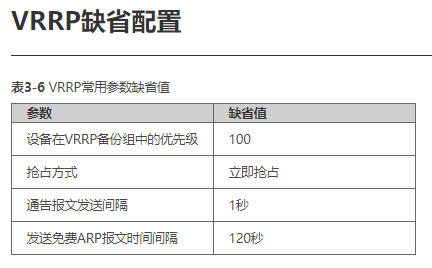 VRRP缺省配置
表3-6 VRRP常用参数缺省值
参数 缺省值
设备在VRRP备份组中的优先级 100
抢占方式 立即抢占
通告报文发送间隔 1秒
发送免费ARP报文时间间隔 120秒